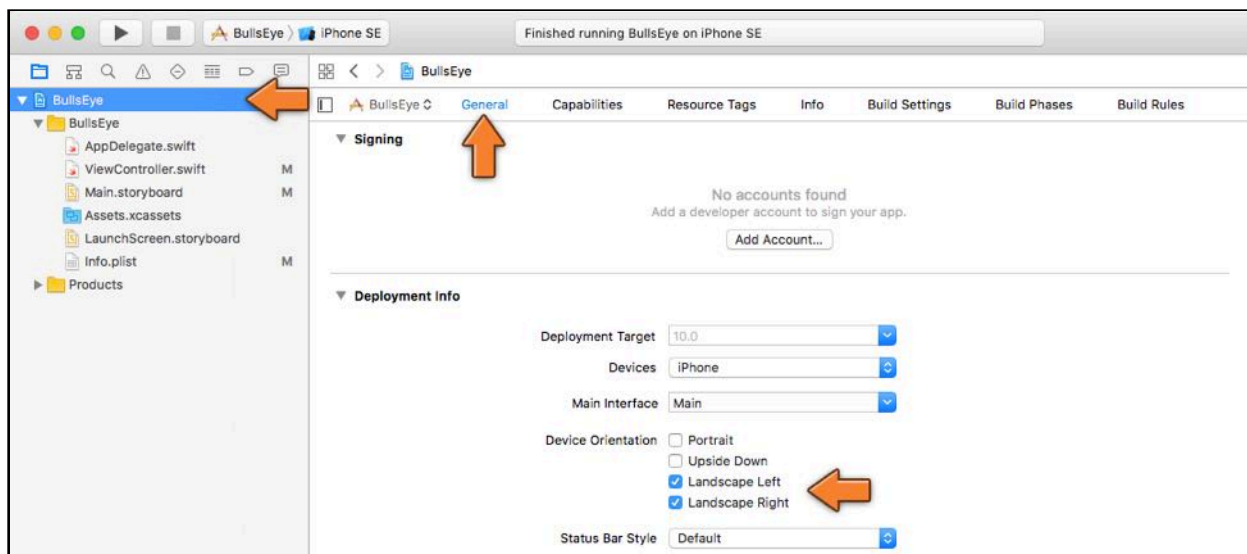 BullsEye iPhone SE Finished running BullsEye on iPhone SE
BullsEye
BullsEye
BullsEye General Capabilities Resource Tags Info Build Settings Build Phases Build Rules
BullsEye
AppDelegate.swift
ViewController.swift M
Main.storyboard M
Assets.xcassets
LaunchScreen.storyboard
Info.plist M
Products
Signing
No accounts found
Add a developer account to sign your app.
Add Account...
Deployment Info
Deployment Target 10.0
Devices iPhone
Main Interface Main
Device Orientation Portrait
Upside Down
Landscape Left
Landscape Right
Status Bar Style Default